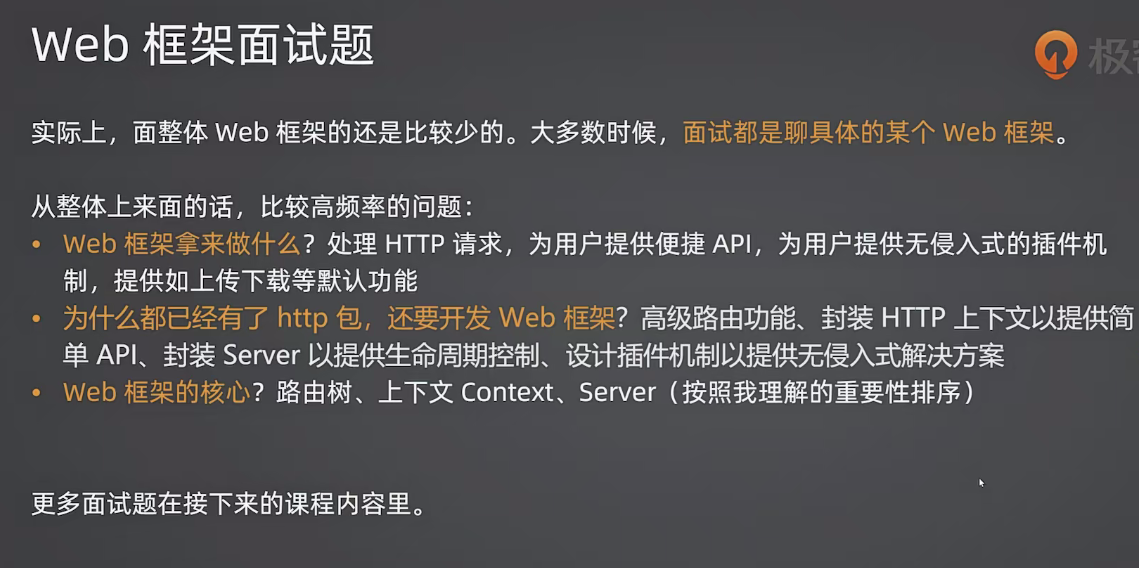 Web 框架面试题
极客
实际上，面整体 Web 框架的还是比较少的。大多数时候，面试都是聊具体的某个 Web 框架。
从整体上来面的话，比较高频率的问题：
• Web 框架拿来做什么？处理 HTTP 请求，为用户提供便捷 API，为用户提供无侵入式的插件机
制，提供如上传下载等默认功能
• 为什么都已经有了 http 包，还要开发 Web 框架？高级路由功能、封装 HTTP 上下文以提供简
单 API、封装 Server 以提供生命周期控制、设计插件机制以提供无侵入式解决方案
• Web 框架的核心？路由树、上下文 Context、Server（按照我理解的重要性排序）
更多面试题在接下来的课程内容里。